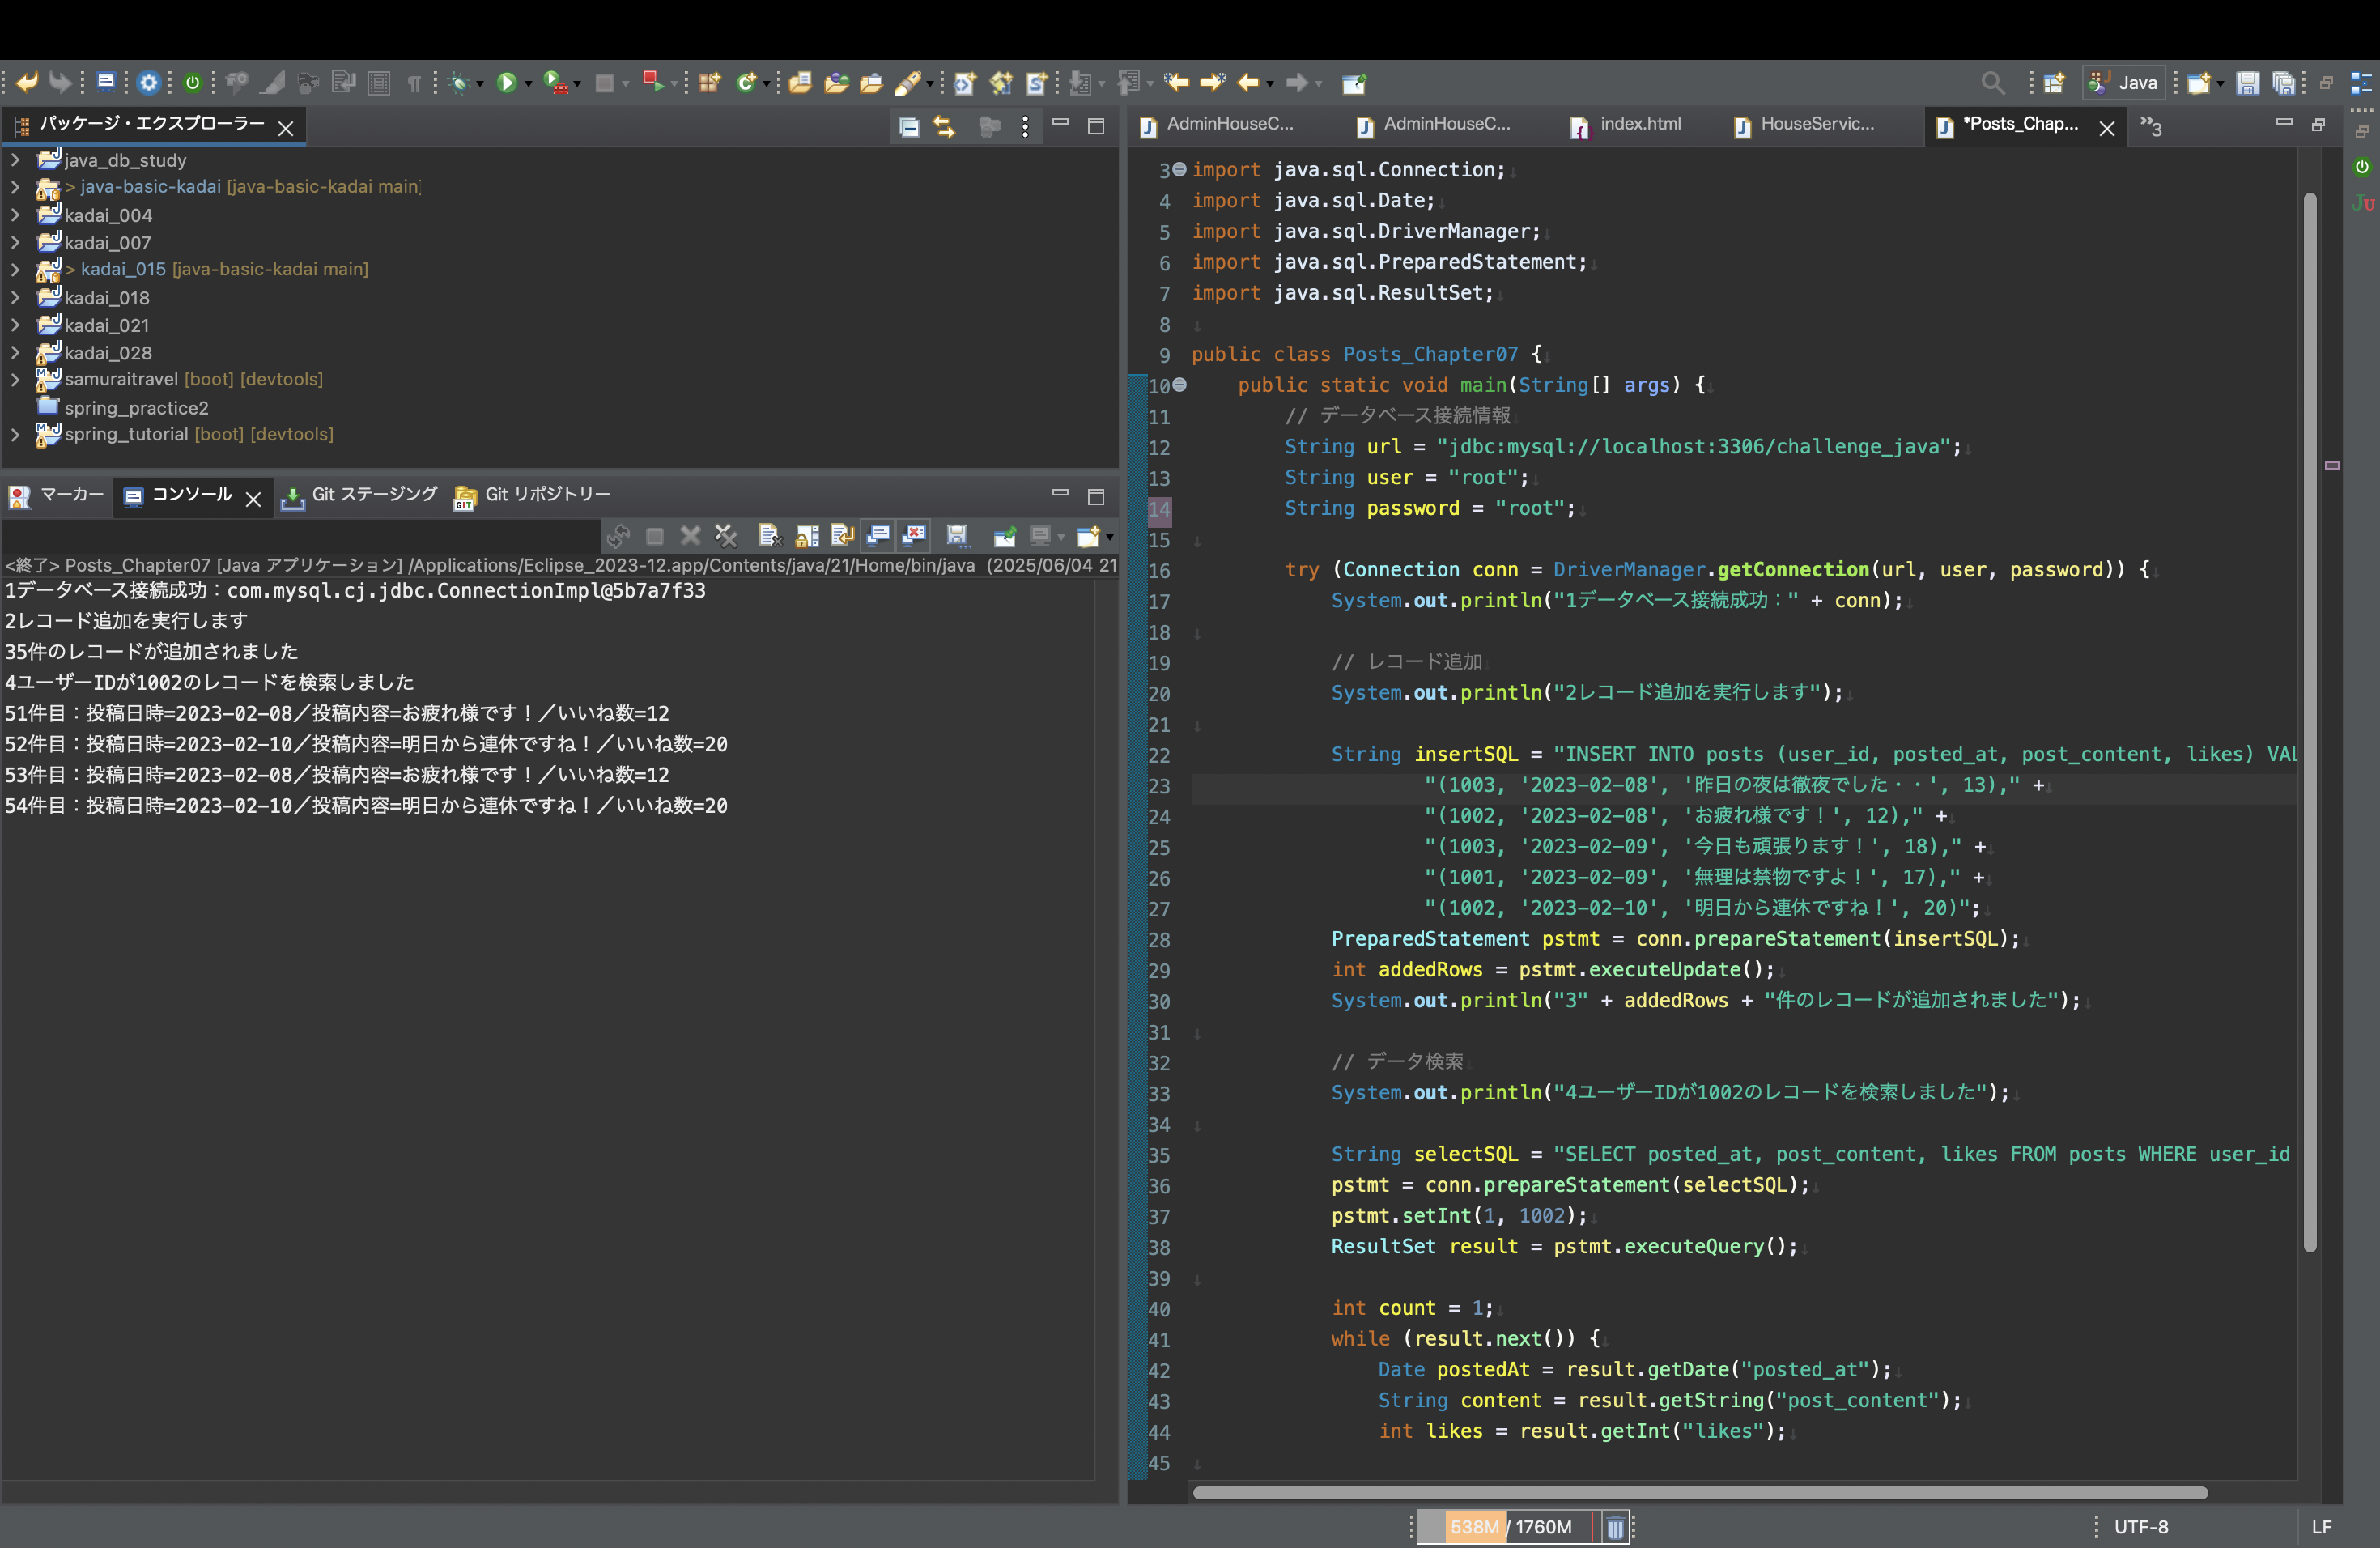 Java
パッケージ・エクスプローラー
java_db_study
> java-basic-kadai [java-basic-kadai main]
kadai_004
kadai_007
> kadai_015 [java-basic-kadai main]
kadai_018
kadai_021
kadai_028
samuraitravel [boot] [devtools]
spring_practice2
spring_tutorial [boot] [devtools]
マーカー
コンソール
Git ステージング
Git リポジトリー
<終了> Posts_Chapter07 [Java アプリケーション] /Applications/Eclipse_2023-12.app/Contents/java/21/Home/bin/java (2025/06/04 21
1データベース接続成功：com.mysql.cj.jdbc.ConnectionImpl@5b7a7f33
2レコード追加を実行します
35件のレコードが追加されました
4ユーザーIDが1002のレコードを検索しました
51件目：投稿日時=2023-02-08／投稿内容=お疲れ様です！／いいね数=12
52件目：投稿日時=2023-02-10／投稿内容=明日から連休ですね！／いいね数=20
53件目：投稿日時=2023-02-08／投稿内容=お疲れ様です！／いいね数=12
54件目：投稿日時=2023-02-10／投稿内容=明日から連休ですね！／いいね数=20
AdminHouseC...
AdminHouseC...
index.html
HouseServic...
*Posts_Chap...
»3
3 import java.sql.Connection;
4 import java.sql.Date;
5 import java.sql.DriverManager;
6 import java.sql.PreparedStatement;
7 import java.sql.ResultSet;
8
9 public class Posts_Chapter07 {
10 public static void main(String[] args) {
11 // データベース接続情報
12 String url = "jdbc:mysql://localhost:3306/challenge_java";
13 String user = "root";
14 String password = "root";
15
16 try (Connection conn = DriverManager.getConnection(url, user, password)) {
17 System.out.println("1データベース接続成功：" + conn);
18
19 // レコード追加
20 System.out.println("2レコード追加を実行します");
21
22 String insertSQL = "INSERT INTO posts (user_id, posted_at, post_content, likes) VAL
23 "(1003, '2023-02-08', '昨日の夜は徹夜でした・・', 13)," +
24 "(1002, '2023-02-08', 'お疲れ様です！', 12)," +
25 "(1003, '2023-02-09', '今日も頑張ります！', 18)," +
26 "(1001, '2023-02-09', '無理は禁物ですよ！', 17)," +
27 "(1002, '2023-02-10', '明日から連休ですね！', 20)";
28 PreparedStatement pstmt = conn.prepareStatement(insertSQL);
29 int addedRows = pstmt.executeUpdate();
30 System.out.println("3" + addedRows + "件のレコードが追加されました");
31
32 // データ検索
33 System.out.println("4ユーザーIDが1002のレコードを検索しました");
34
35 String selectSQL = "SELECT posted_at, post_content, likes FROM posts WHERE user_id
36 pstmt = conn.prepareStatement(selectSQL);
37 pstmt.setInt(1, 1002);
38 ResultSet result = pstmt.executeQuery();
39
40 int count = 1;
41 while (result.next()) {
42 Date postedAt = result.getDate("posted_at");
43 String content = result.getString("post_content");
44 int likes = result.getInt("likes");
45
538M / 1760M
UTF-8
LF